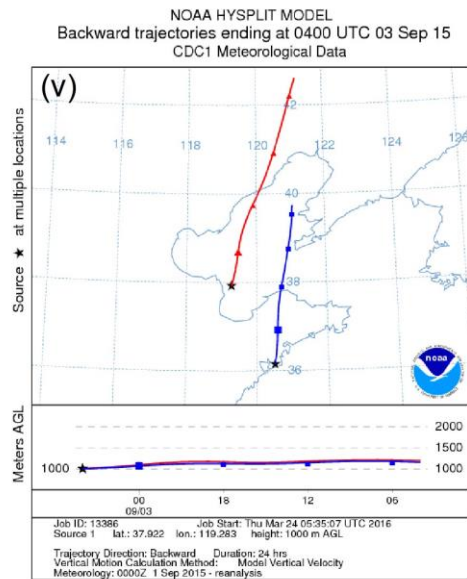 NOAA HYSPLIT MODEL
Backward trajectories ending at 0400 UTC 03 Sep 15
CDC1 Meteorological Data
(v)
Source ★ at multiple locations
114
116
118
120
122
124
126
42
40
38
36
noaa
Meters AGL
2000
1500
1000
1000
00
18
12
06
09/03
Job ID: 13386 Job Start: Thu Mar 24 05:35:07 UTC 2016
Source 1 lat.: 37.922 lon.: 119.283 height: 1000 m AGL
Trajectory Direction: Backward Duration: 24 hrs
Vertical Motion Calculation Method: Model Vertical Velocity
Meteorology: 0000Z 1 Sep 2015 - reanalysis